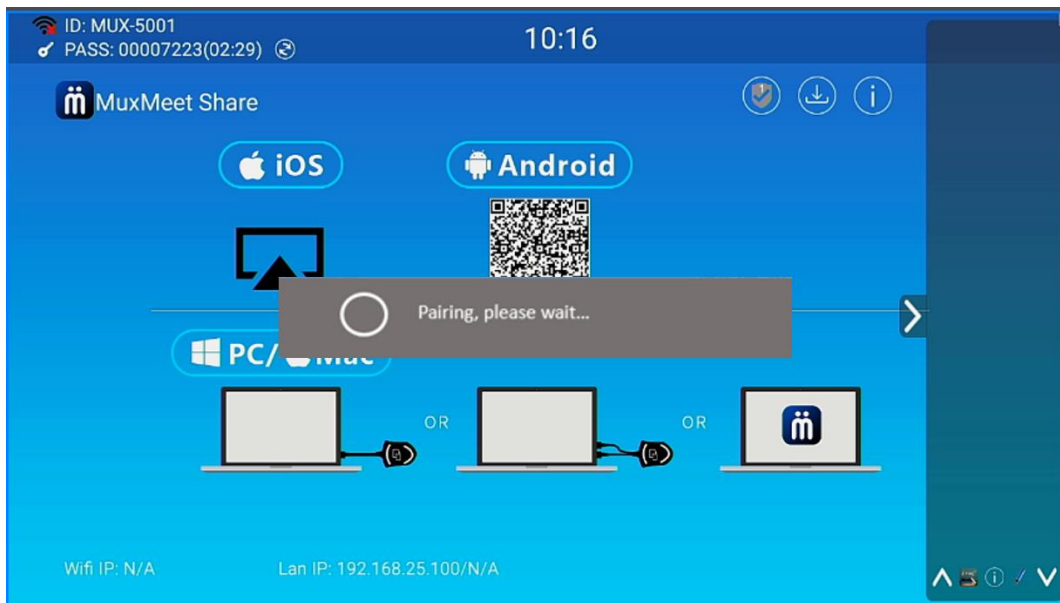 ID: MUX-5001
10:16
PASS: 00007223(02:29)
MuxMeet Share
iOS
Android
Pairing, please wait...
PC/ Mac
OR
OR
Wifi IP: N/A
Lan IP: 192.168.25.100/N/A